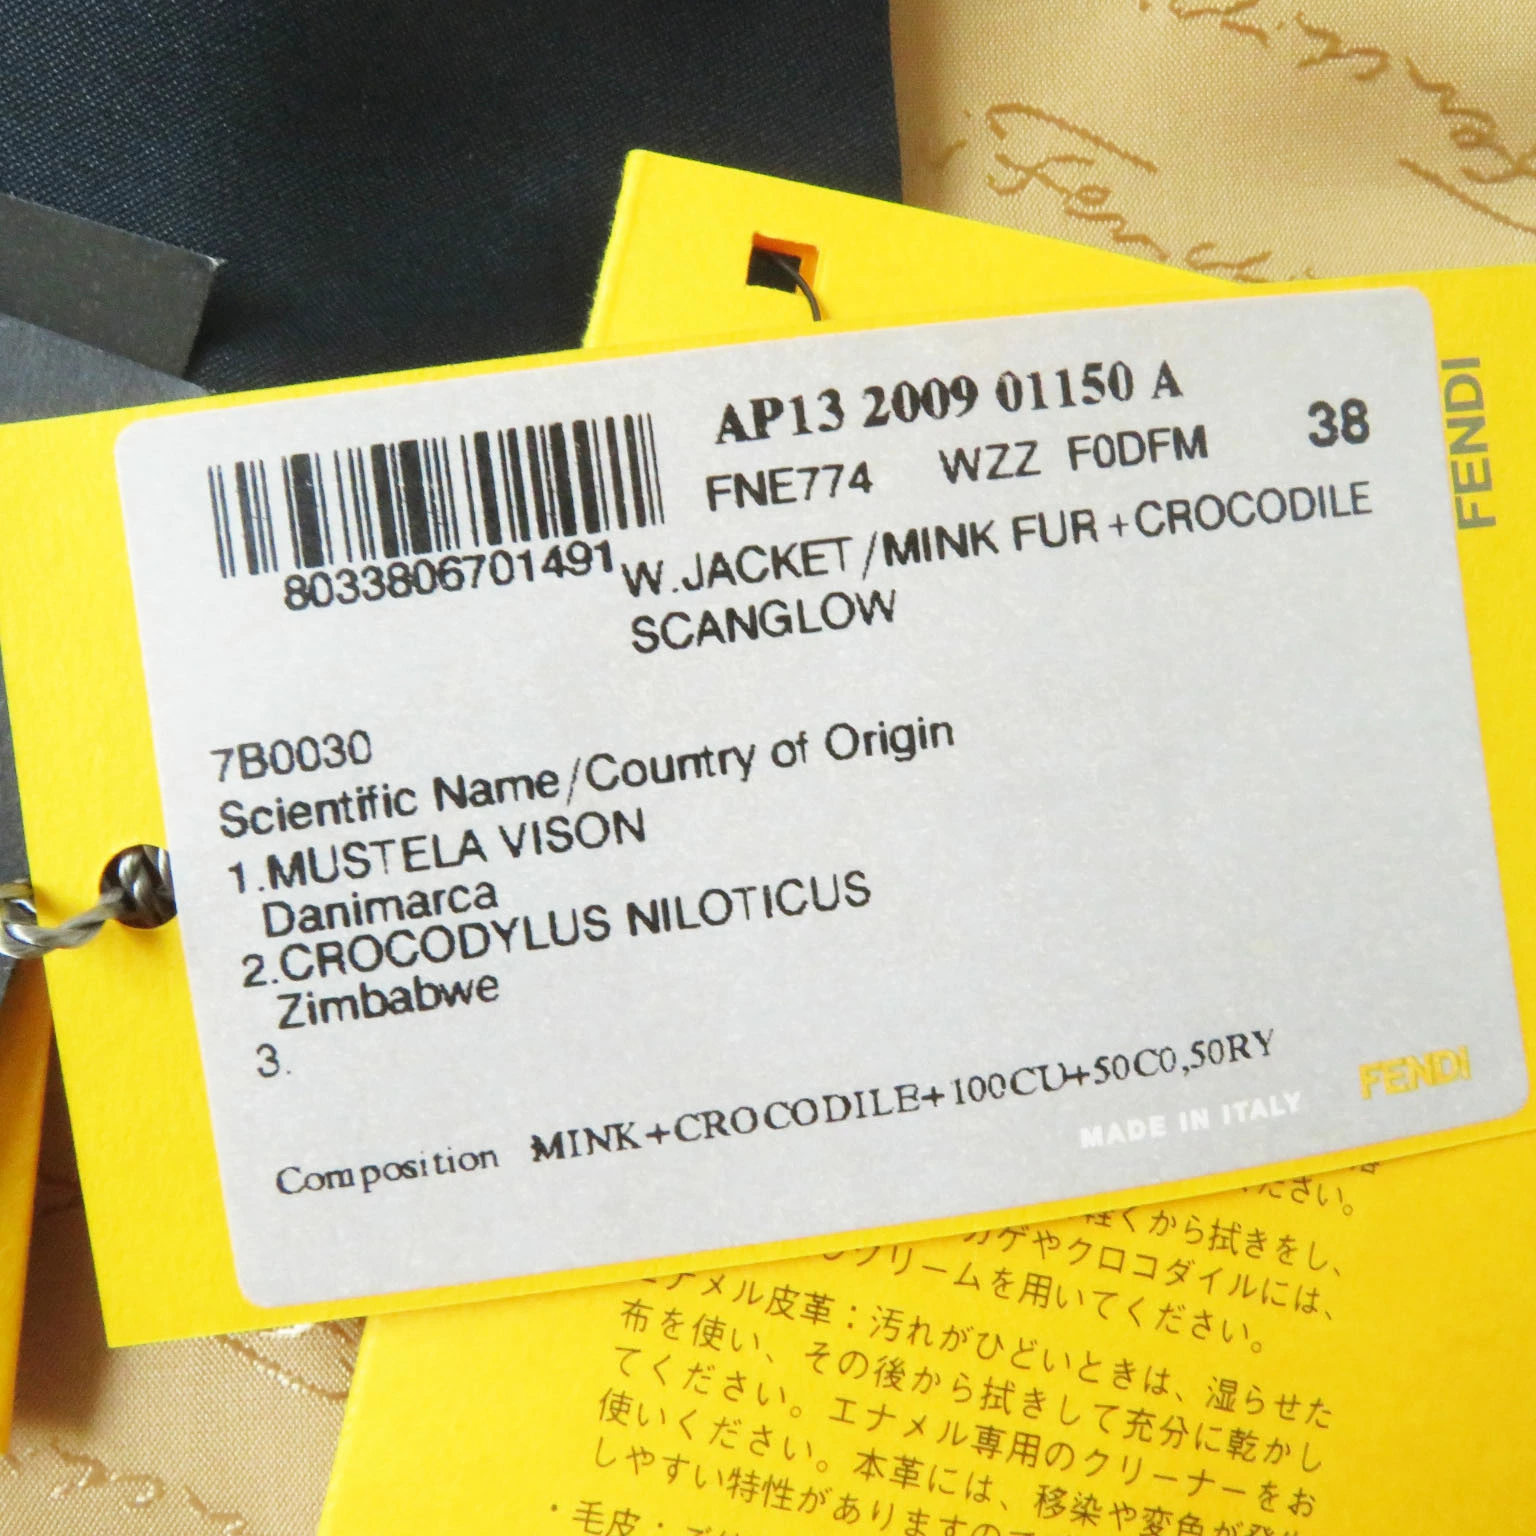 Fendi
AP13 2009 01150 A
FNE774 WZZ F0DFM 38
8033806701491
W.JACKET/MINK FUR+CROCODILE
SCANGLOW
FENDI
7B0030
Scientific Name/Country of Origin
1.MUSTELA VISON
Danimarca
2.CROCODYLUS NILOTICUS
Zimbabwe
3.
Composition MINK+CROCODILE+100CU+50C0,50RY
MADE IN ITALY FENDI
ださい。
軽くから拭きをし、
カゲやクロコダイルには、
クリームを用いてください。
エナメル皮革：汚れがひどいときは、湿らせた
布を使い、その後から拭きして充分に乾かし
てください。エナメル専用のクリーナーをお
使いください。本革には、移染や変色が発
しやすい特性がありますので
・毛皮：